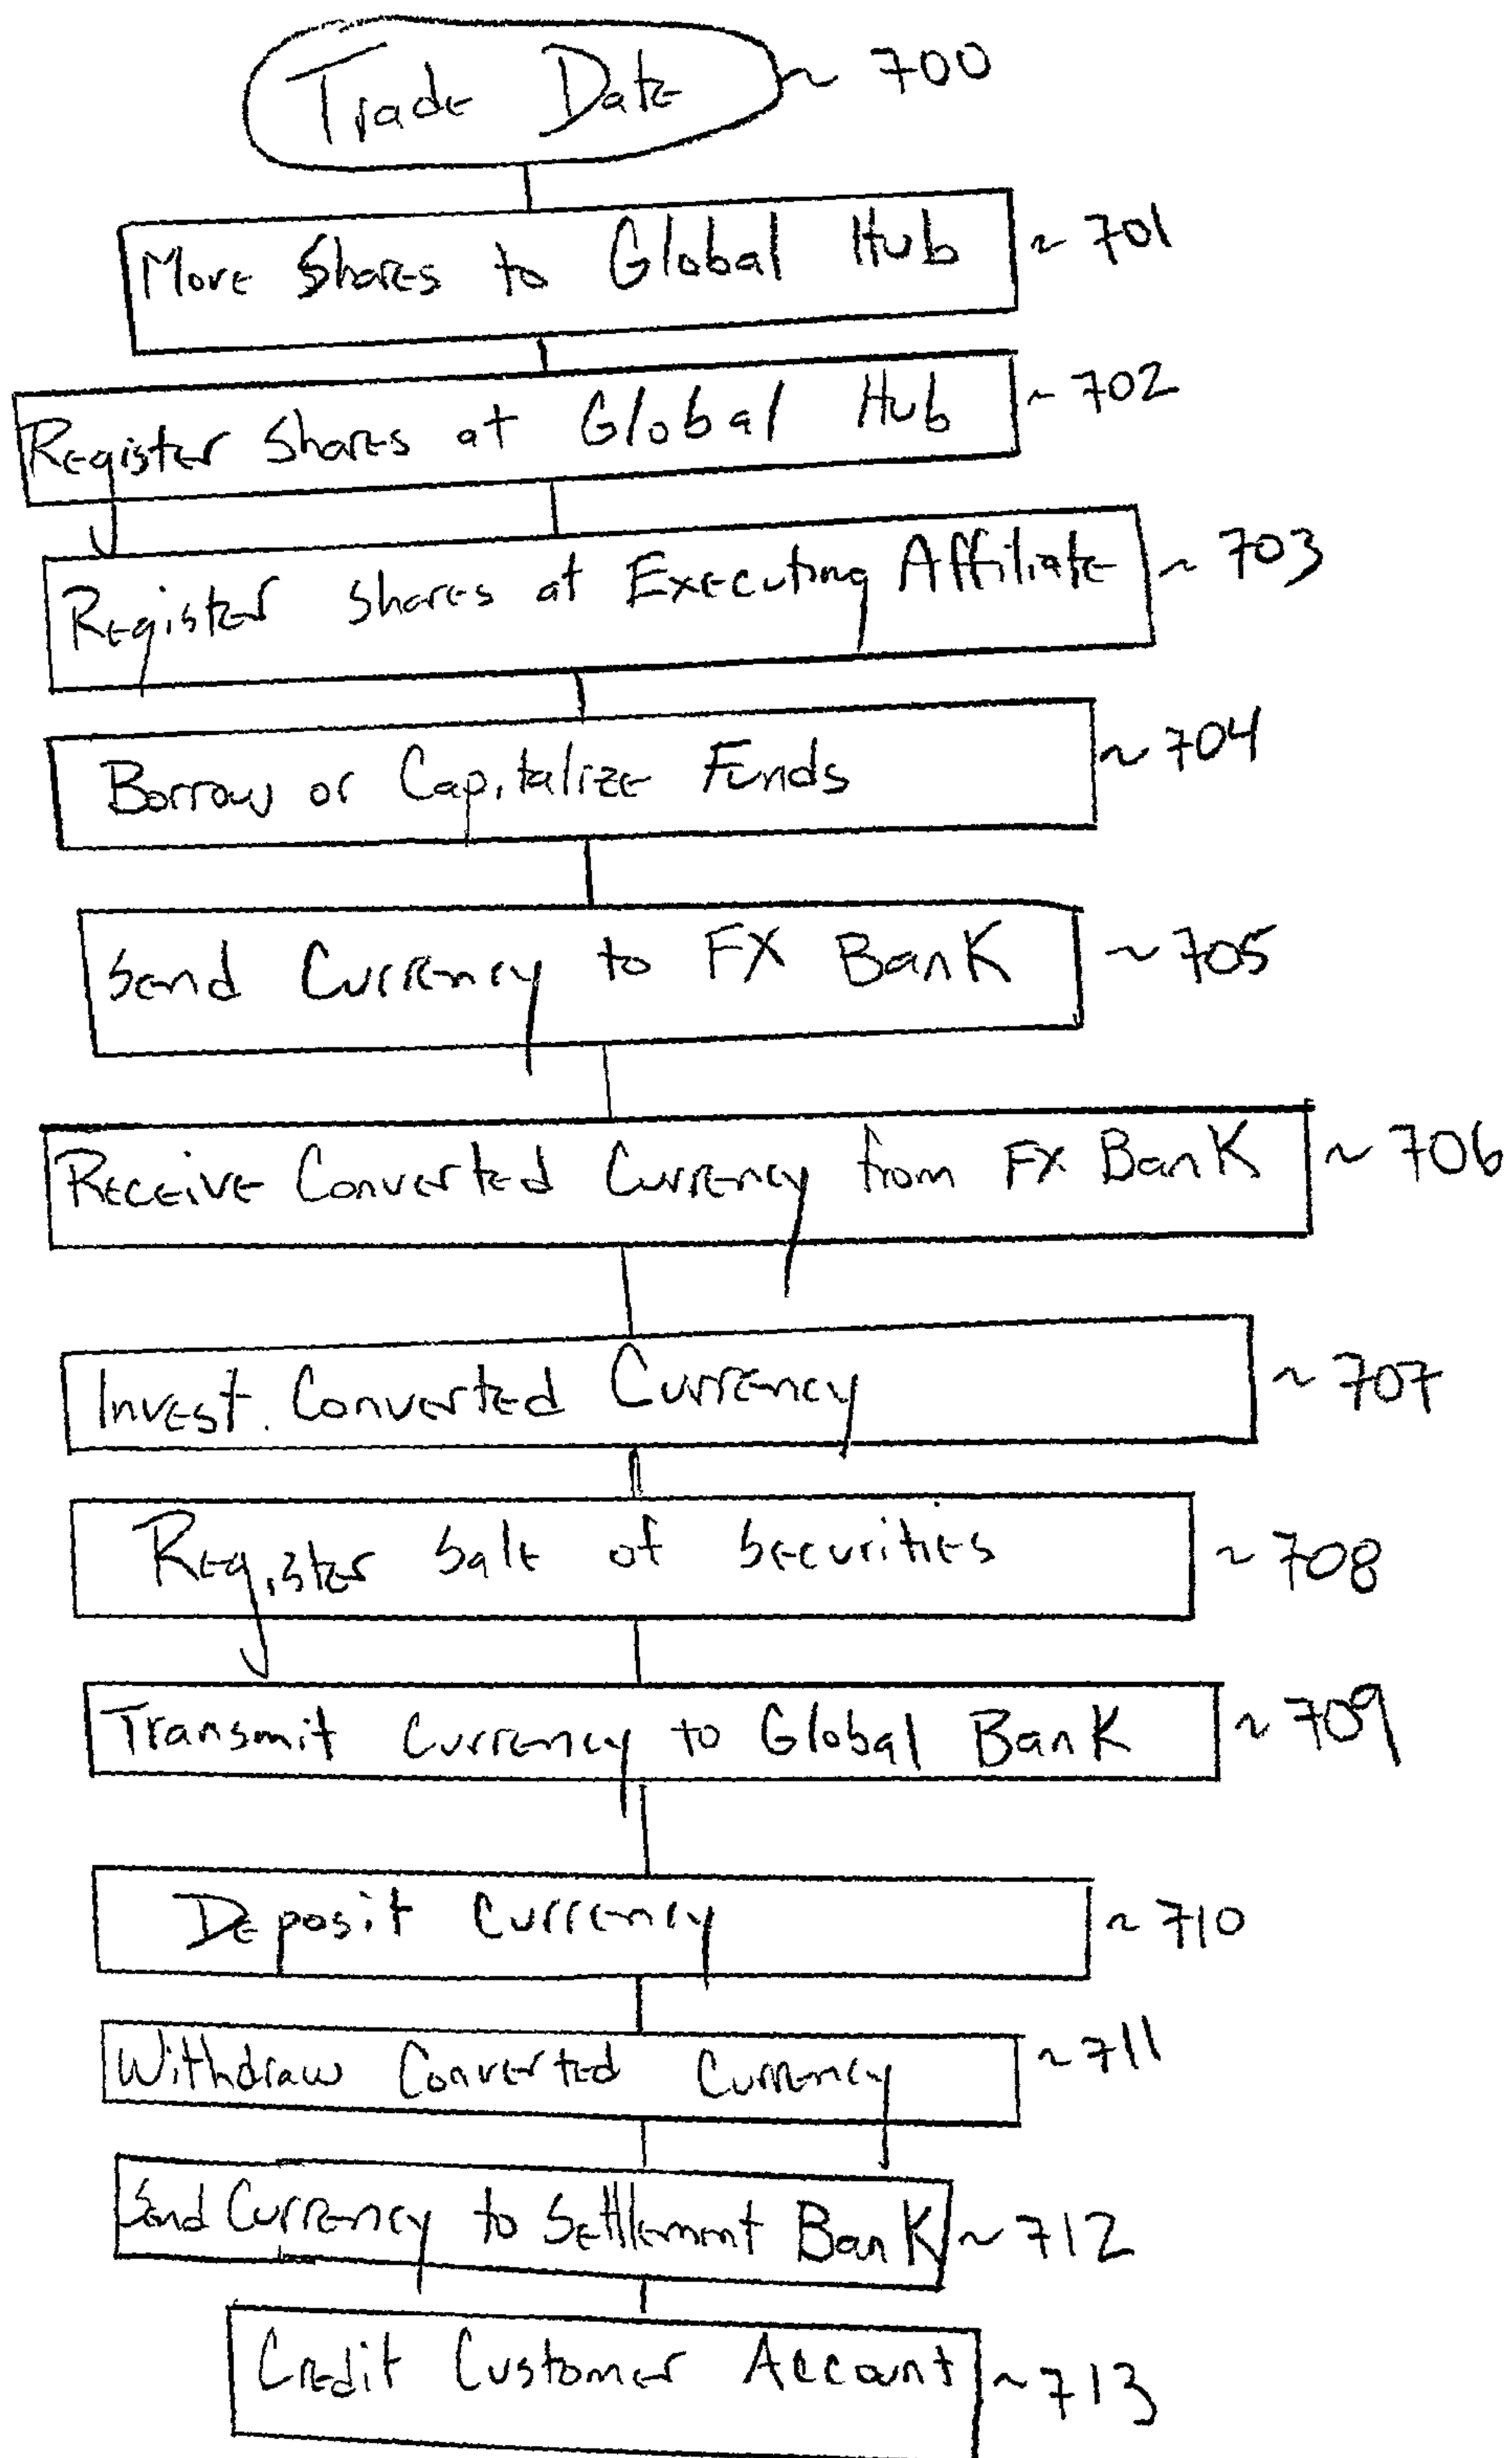 Trade Date ~ 700
More Shares to Global Hub ~ 701
Register Shares at Global Hub ~ 702
Register Shares at Executing Affiliate ~ 703
Borrow or Capitalize Funds ~ 704
Send Currency to FX Bank ~ 705
Receive Converted Currency from FX Bank ~ 706
Invest. Converted Currency ~ 707
Register Sale of Securities ~ 708
Transmit Currency to Global Bank ~ 709
Deposit Currency ~ 710
Withdraw Converted Currency ~ 711
Send Currency to Settlement Bank ~ 712
Credit Customer Account ~ 713